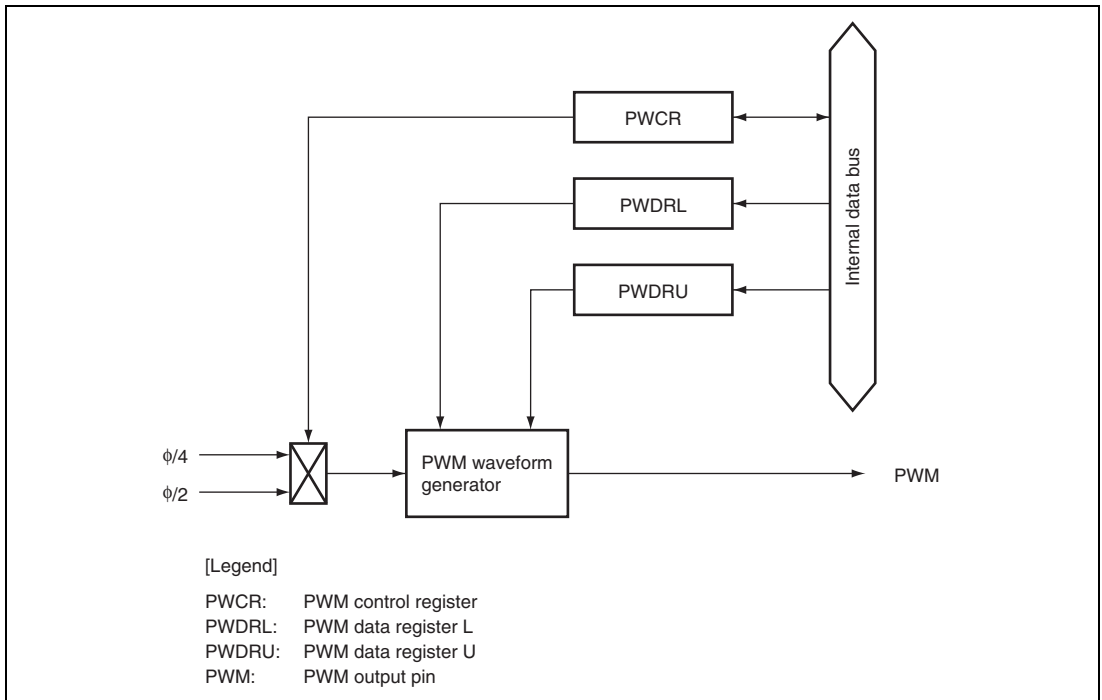 PWCR
PWDRL
PWDRU
Internal data bus
ϕ/4
ϕ/2
PWM waveform
generator
PWM
[Legend]
PWCR: PWM control register
PWDRL: PWM data register L
PWDRU: PWM data register U
PWM: PWM output pin